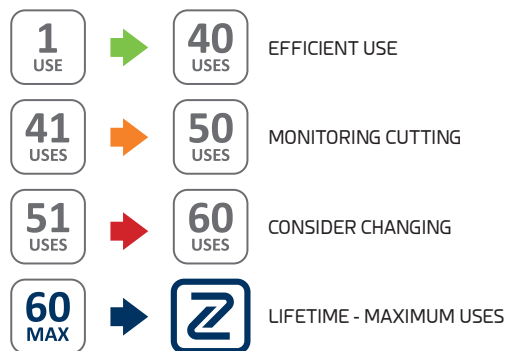 1 USE 40 USES EFFICIENT USE
41 USES 50 USES MONITORING CUTTING
51 USES 60 USES CONSIDER CHANGING
60 MAX Z LIFETIME - MAXIMUM USES